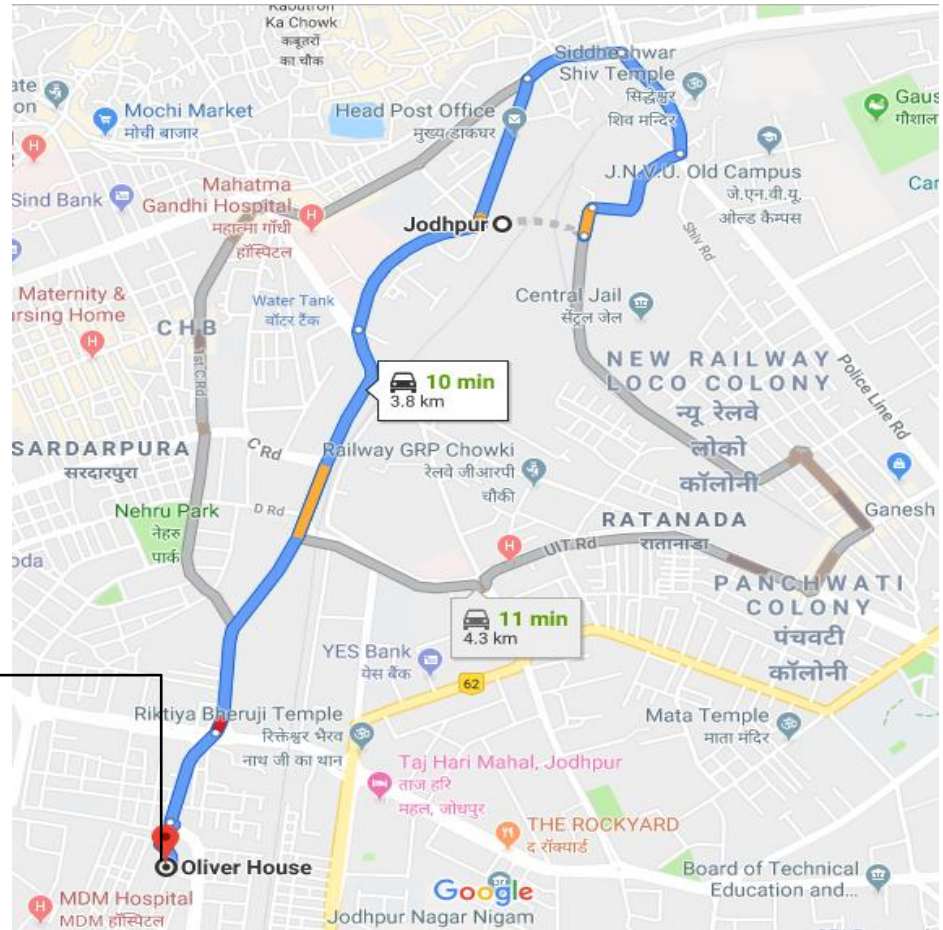 Kabutron
Ka Chowk
कबूतरों
का चौक
Siddheshwar
Shiv Temple
सिद्धेश्वर
शिव मन्दिर
Mochi Market
मोची बाजार
Head Post Office
मुख्य डाकघर
Gaus
गौशाल
J.N.V.U. Old Campus
जे.एन.वी.यू.
ओल्ड कैम्पस
Sind Bank
Mahatma
Gandhi Hospital
महात्मा गाँधी
हॉस्पिटल
Jodhpur
Shiv Rd
Maternity &
rsing Home
Water Tank
वॉटर टैंक
Central Jail
सेंट्रल जेल
CHB
1st C Rd
NEW RAILWAY
LOCO COLONY
न्यू रेलवे
लोको
कॉलोनी
Police Line Rd
10 min
3.8 km
SARDARPURA
सरदारपुरा
C Rd
Railway GRP Chowki
रेलवे जीआरपी
चौकी
Ganesh
Nehru Park
नेहरु
पार्क
D Rd
RATANADA
रातानाडा
UIT Rd
oda
PANCHWATI
COLONY
पंचवटी
कॉलोनी
11 min
4.3 km
YES Bank
येस बैंक
62
Riktiya Bheruji Temple
रिक्तेश्वर भैरव
नाथ जी का थान
Mata Temple
माता मंदिर
Taj Hari Mahal, Jodhpur
ताज हरि
महल, जोधपुर
THE ROCKYARD
द रॉक्यार्ड
Oliver House
Board of Technical
Education and...
MDM Hospital
MDM हॉस्पिटल
Google
Jodhpur Nagar Nigam